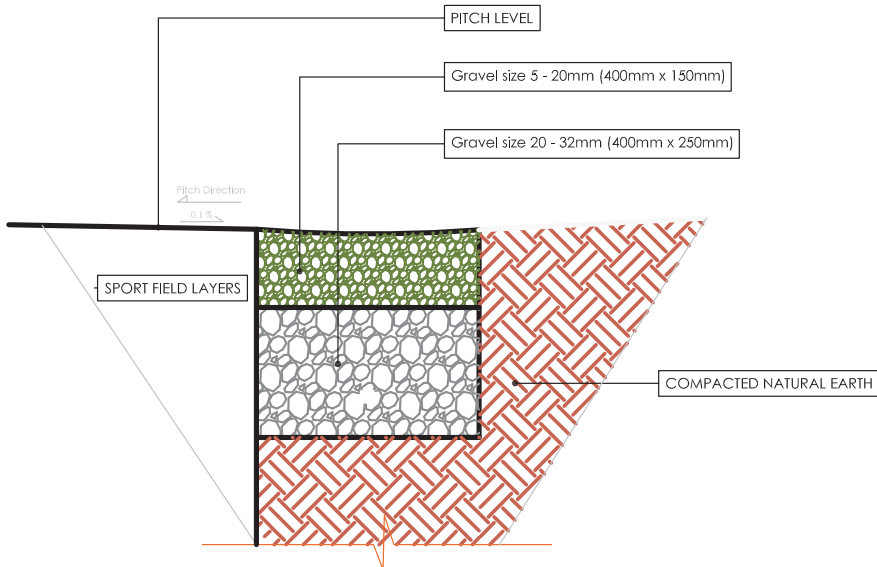 PITCH LEVEL
Gravel size 5 - 20mm (400mm x 150mm)
Gravel size 20 - 32mm (400mm x 250mm)
Pitch Direction
0.1 %
SPORT FIELD LAYERS
COMPACTED NATURAL EARTH